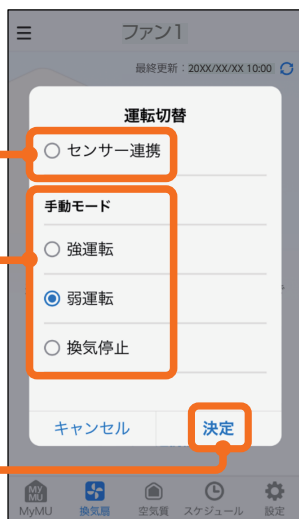 ファン1
最終更新：20XX/XX/XX 10:00
運転切替
センサー連携
手動モード
強運転
弱運転
換気停止
キャンセル 決定
MY
MU
MyMU 換気扇 空気質 スケジュール 設定